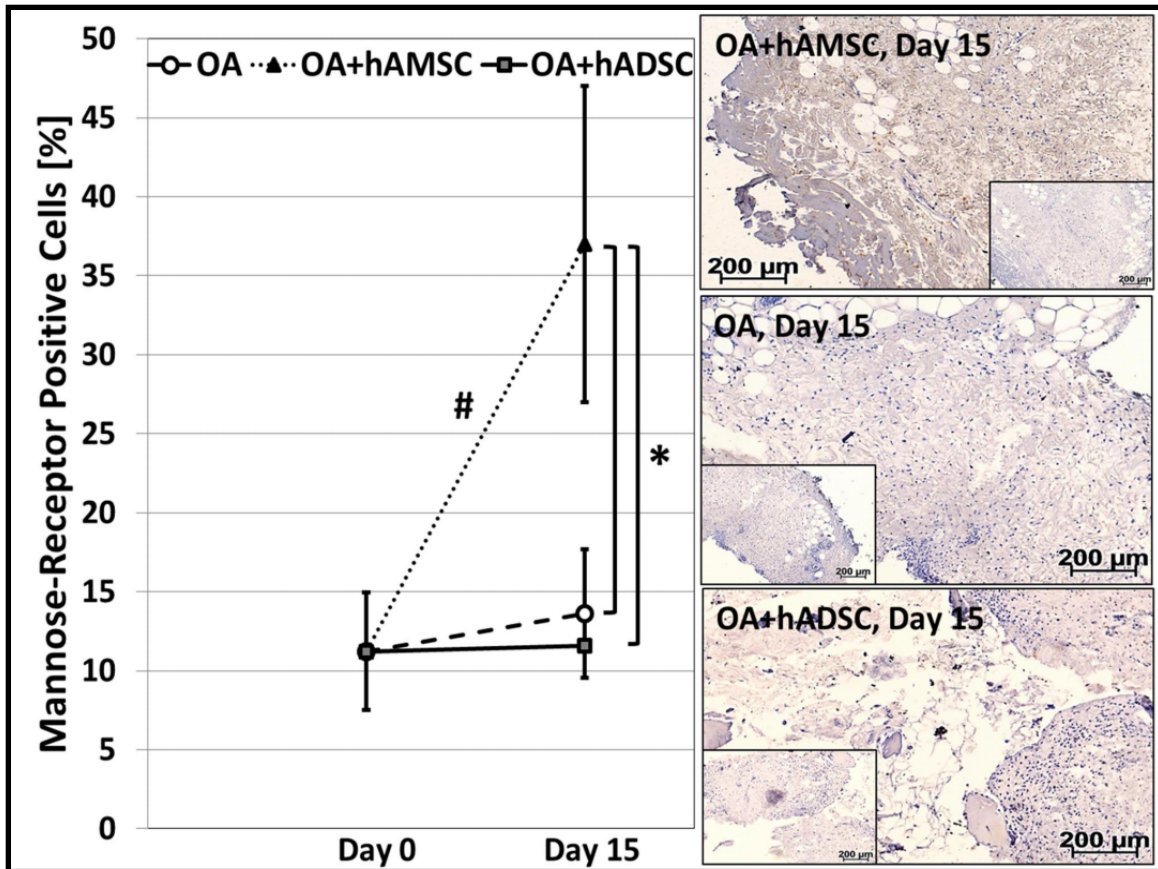 OA OA+hAMSC OA+hADSC
Mannose-Receptor Positive Cells [%]
50
45
40
35
30
25
20
15
10
5
0
#
*
Day 0 Day 15
OA+hAMSC, Day 15
200 µm
200 µm
OA, Day 15
200 µm
200 µm
OA+hADSC, Day 15
200 µm
200 µm